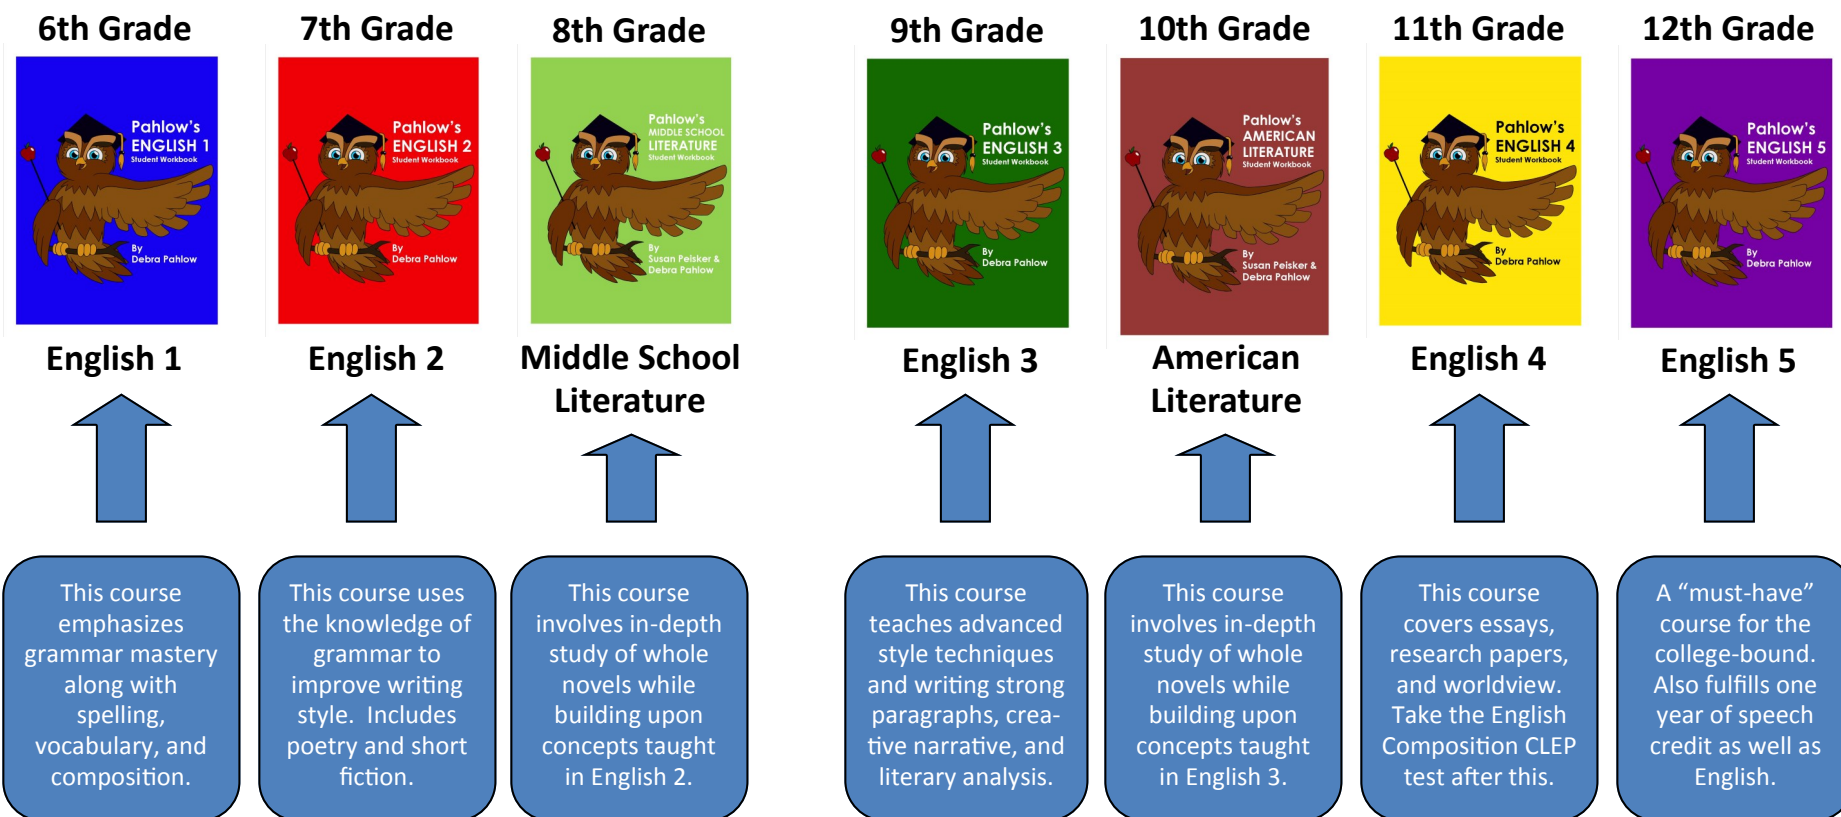 6th Grade
Pahlow's
ENGLISH 1
Student Workbook
By
Debra Pahlow
English 1
This course
emphasizes
grammar mastery
along with
spelling,
vocabulary, and
composition.
7th Grade
Pahlow's
ENGLISH 2
Student Workbook
By
Debra Pahlow
English 2
This course uses
the knowledge of
grammar to
improve writing
style.  Includes
poetry and short
fiction.
8th Grade
Pahlow's
MIDDLE SCHOOL
LITERATURE
Student Workbook
By
Susan Peisker &
Debra Pahlow
Middle School
Literature
This course
involves in-depth
study of whole
novels while
building upon
concepts taught
in English 2.
9th Grade
Pahlow's
ENGLISH 3
Student Workbook
By
Debra Pahlow
English 3
This course
teaches advanced
style techniques
and writing strong
paragraphs, crea-
tive narrative, and
literary analysis.
10th Grade
Pahlow's
AMERICAN
LITERATURE
Student Workbook
By
Susan Peisker &
Debra Pahlow
American
Literature
This course
involves in-depth
study of whole
novels while
building upon
concepts taught
in English 3.
11th Grade
Pahlow's
ENGLISH 4
Student Workbook
By
Debra Pahlow
English 4
This course
covers essays,
research papers,
and worldview.
Take the English
Composition CLEP
test after this.
12th Grade
Pahlow's
ENGLISH 5
Student Workbook
By
Debra Pahlow
English 5
A “must-have”
course for the
college-bound.
Also fulfills one
year of speech
credit as well as
English.